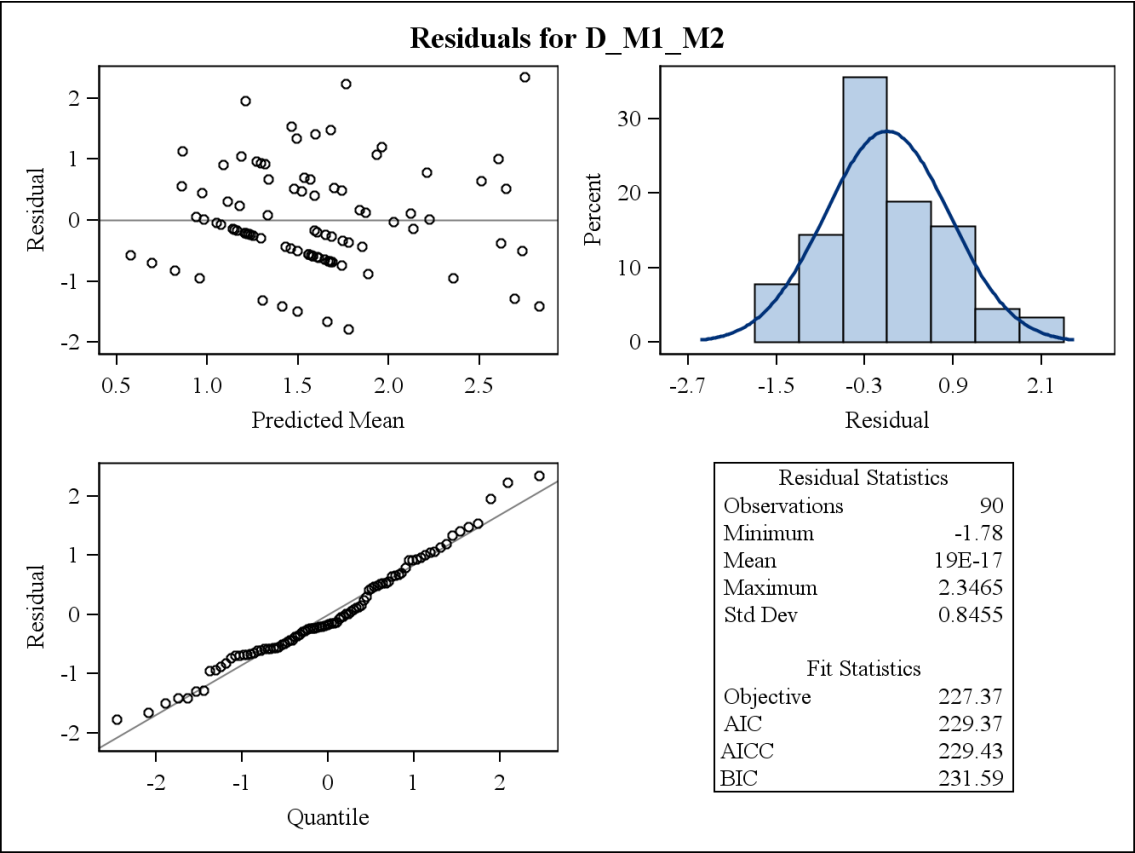 Residuals for D_M1_M2
2
1
0
-1
-2
Residual
0.5 1.0 1.5 2.0 2.5
Predicted Mean
30
20
10
0
Percent
-2.7 -1.5 -0.3 0.9 2.1
Residual
2
1
0
-1
-2
Residual
-2 -1 0 1 2
Quantile
Residual Statistics
Observations 90
Minimum -1.78
Mean 19E-17
Maximum 2.3465
Std Dev 0.8455
Fit Statistics
Objective 227.37
AIC 229.37
AICC 229.43
BIC 231.59